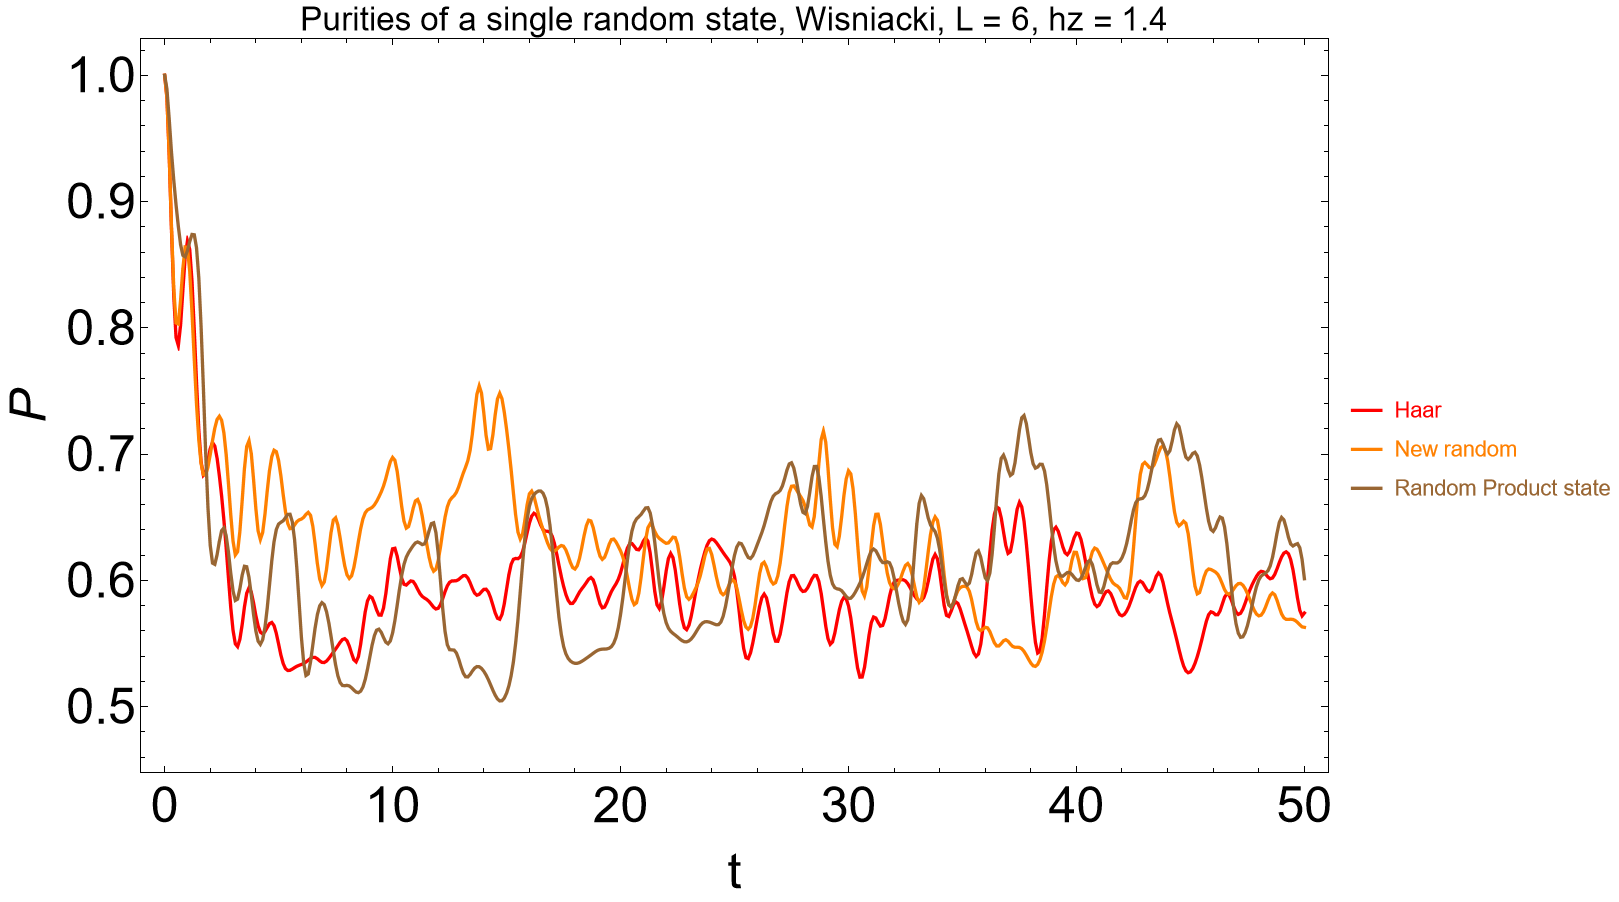 Purities of a single random state, Wisniacki, L = 6, hz = 1.4
1.0
0.9
0.8
0.7
0.6
0.5
P
0 10 20 30 40 50
t
Haar
New random
Random Product state